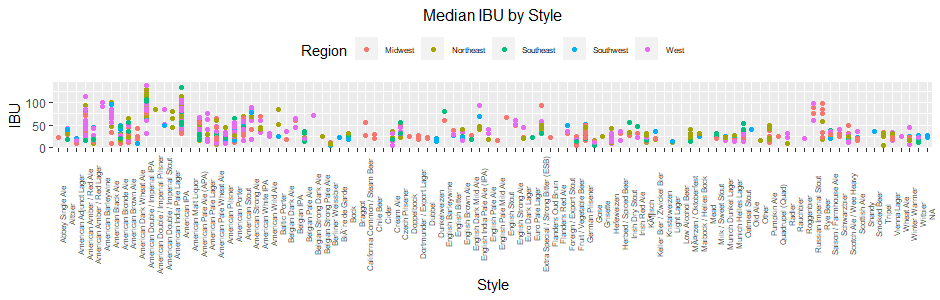 Median IBU by Style
Region Midwest Northeast Southeast Southwest West
IBU
100
50
0
Abbey Single Ale
Altbier
American Adjunct Lager
American Amber / Red Ale
American Amber / Red Lager
American Barleywine
American Black Ale
American Blonde Ale
American Brown Ale
American Dark Wheat Ale
American Double / Imperial IPA
American Double / Imperial Pilsner
American Double / Imperial Stout
American India Pale Lager
American IPA
American Malt Liquor
American Pale Ale (APA)
American Pale Lager
American Pale Wheat Ale
American Pilsner
American Porter
American Stout
American Strong Ale
American White IPA
American Wild Ale
Baltic Porter
Belgian Dark Ale
Belgian IPA
Belgian Pale Ale
Belgian Strong Dark Ale
Belgian Strong Pale Ale
Berliner Weissbier
Bock
California Common / Steam Beer
Chile Beer
Cider
Cream Ale
Czech Pilsener
Doppelbock
Dortmunder / Export Lager
Dubbel
Dunkelweizen
English Barleywine
English Bitter
English Brown Ale
English Dark Mild Ale
English India Pale Ale (IPA)
English Pale Ale
English Pale Mild Ale
English Stout
English Strong Ale
Euro Dark Lager
Euro Pale Lager
Extra Special / Strong Bitter (ESB)
Flanders Oud Bruin
Flanders Red Ale
Foreign / Export Stout
Fruit / Vegetable Beer
German Pilsener
Gose
Grisette
Hefeweizen
Herbed / Spiced Beer
Irish Dry Stout
Irish Red Ale
Keller Bier / Zwickel Bier
Kristalweizen
Light Lager
Low Alcohol Beer
Maibock / Helles Bock
Mead
Milk / Sweet Stout
Munich Dunkel Lager
Munich Helles Lager
Oatmeal Stout
Old Ale
Other
Pumpkin Ale
Quadrupel (Quad)
Radler
Rauchbier
Roggenbier
Russian Imperial Stout
Rye Beer
Saison / Farmhouse Ale
Schwarzbier
Scotch Ale / Wee Heavy
Scottish Ale
Shandy
Smoked Beer
Tripel
Vienna Lager
Wheat Ale
Winter Warmer
Witbier
N/A
Style